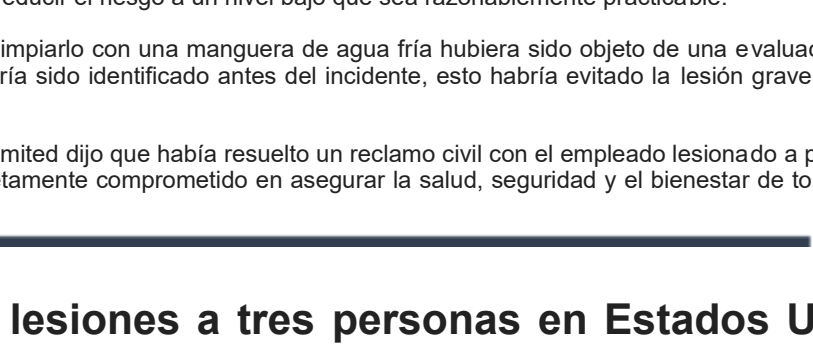 educir el riesgo a un nivel bajo que sea razonablemente practicable.
impiarlo con una manguera de agua fría hubiera sido objeto de una evaluac
ría sido identificado antes del incidente, esto habría evitado la lesión grave
mited dijo que había resuelto un reclamo civil con el empleado lesionado a p
etamente comprometido en asegurar la salud, seguridad y el bienestar de to
lesiones a tres personas en Estados U